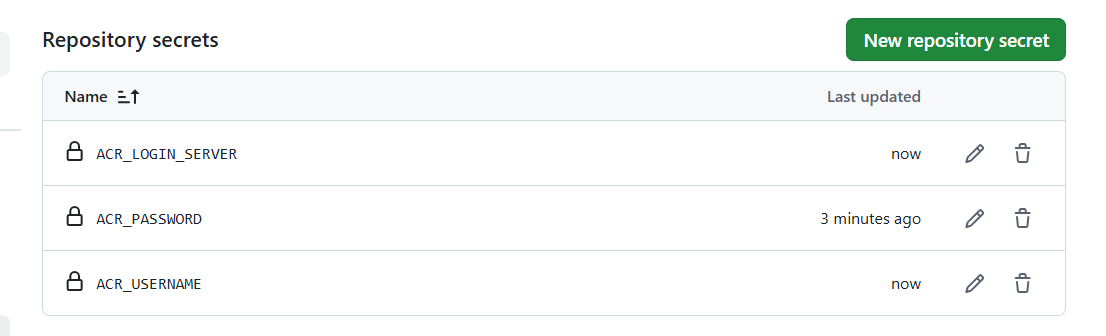 Repository secrets
New repository secret
Name
Last updated
ACR_LOGIN_SERVER
now
ACR_PASSWORD
3 minutes ago
ACR_USERNAME
now